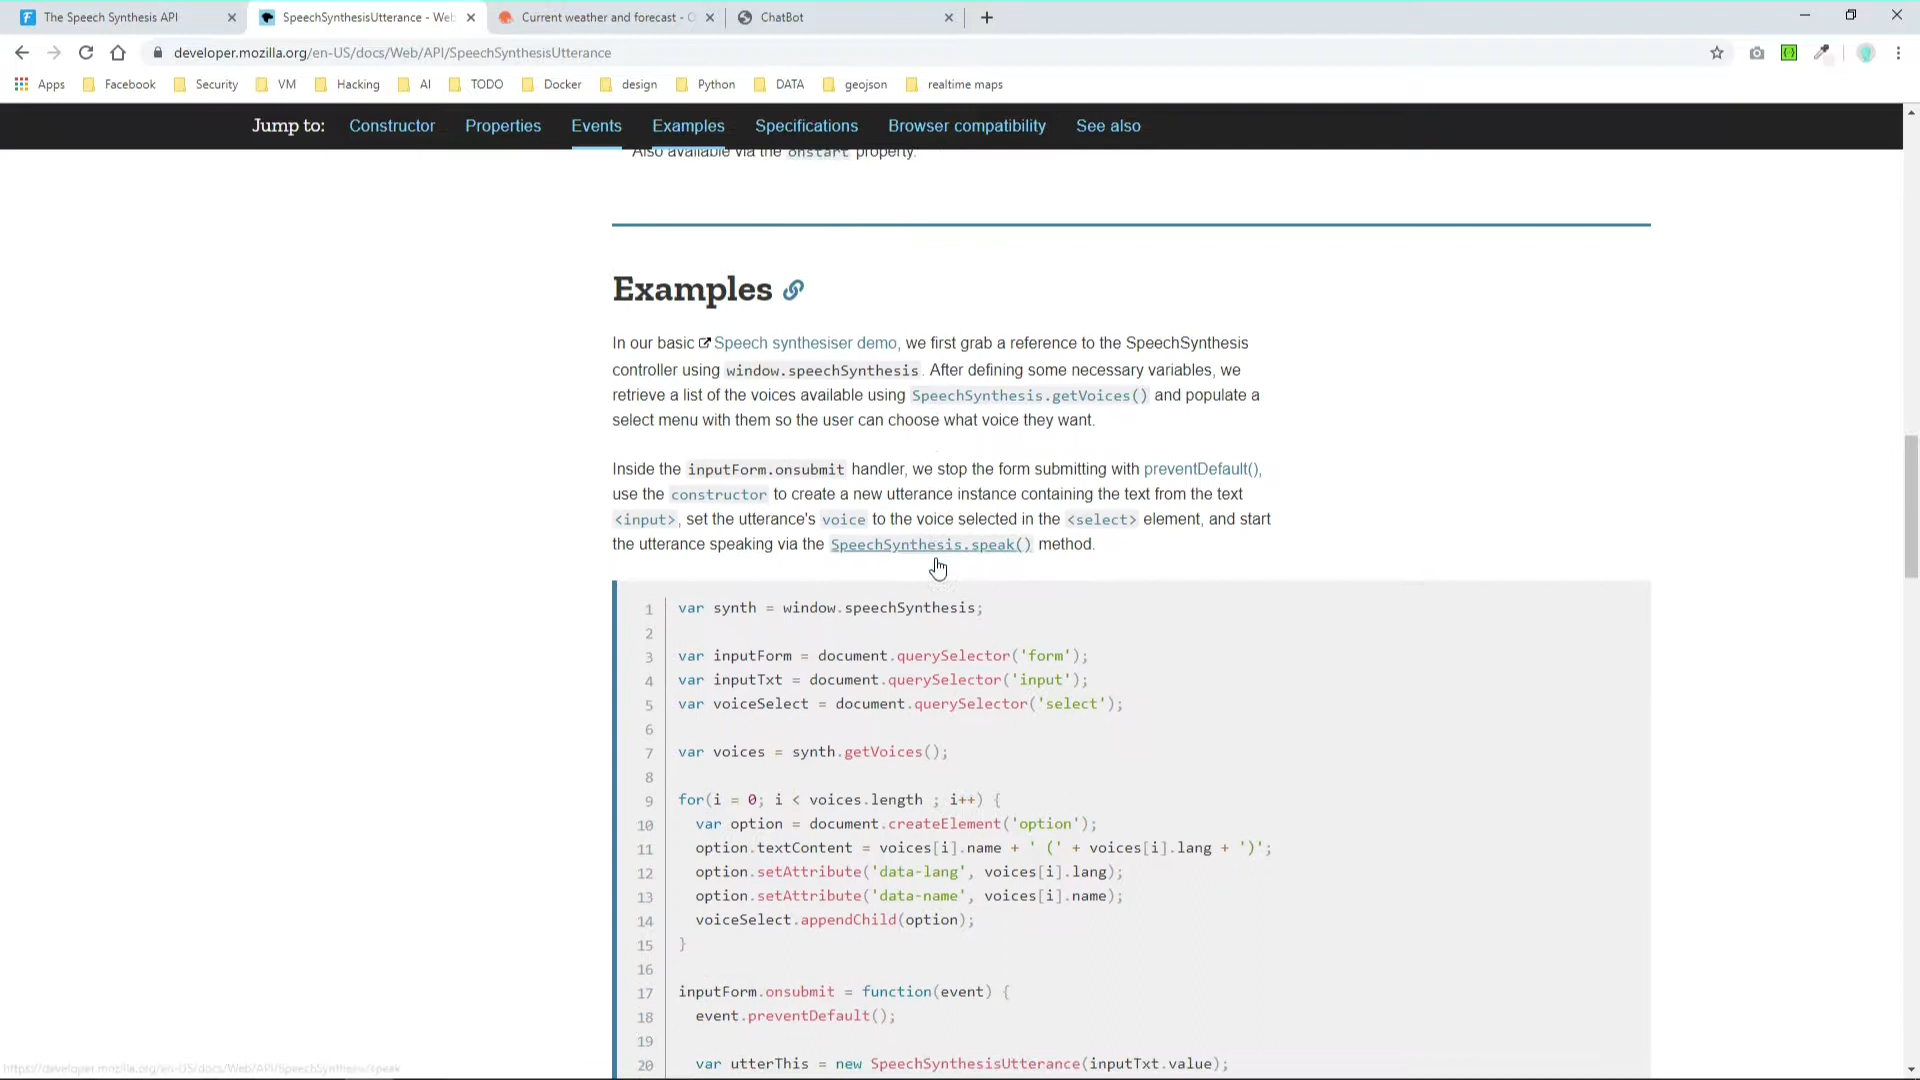 The Speech Synthesis API
SpeechSynthesisUtterance - Web
Current weather and forecast - O
ChatBot
developer.mozilla.org/en-US/docs/Web/API/SpeechSynthesisUtterance
Apps Facebook Security VM Hacking AI TODO Docker design Python DATA geojson realtime maps
Jump to: Constructor Properties Events Examples Specifications Browser compatibility See also
Also available via the onstart property.
Examples
In our basic Speech synthesiser demo, we first grab a reference to the SpeechSynthesis
controller using window.speechSynthesis. After defining some necessary variables, we
retrieve a list of the voices available using SpeechSynthesis.getVoices() and populate a
select menu with them so the user can choose what voice they want.
Inside the inputForm.onsubmit handler, we stop the form submitting with preventDefault(),
use the constructor to create a new utterance instance containing the text from the text
<input>, set the utterance's voice to the voice selected in the <select> element, and start
the utterance speaking via the SpeechSynthesis.speak() method.
1 var synth = window.speechSynthesis;
2
3 var inputForm = document.querySelector('form');
4 var inputTxt = document.querySelector('input');
5 var voiceSelect = document.querySelector('select');
6
7 var voices = synth.getVoices();
8
9 for(i = 0; i < voices.length ; i++) {
10 var option = document.createElement('option');
11 option.textContent = voices[i].name + ' (' + voices[i].lang + ')';
12 option.setAttribute('data-lang', voices[i].lang);
13 option.setAttribute('data-name', voices[i].name);
14 voiceSelect.appendChild(option);
15 }
16
17 inputForm.onsubmit = function(event) {
18 event.preventDefault();
19
20 var utterThis = new SpeechSynthesisUtterance(inputTxt.value);
https://developer.mozilla.org/en-US/docs/Web/API/SpeechSynthesis/speak